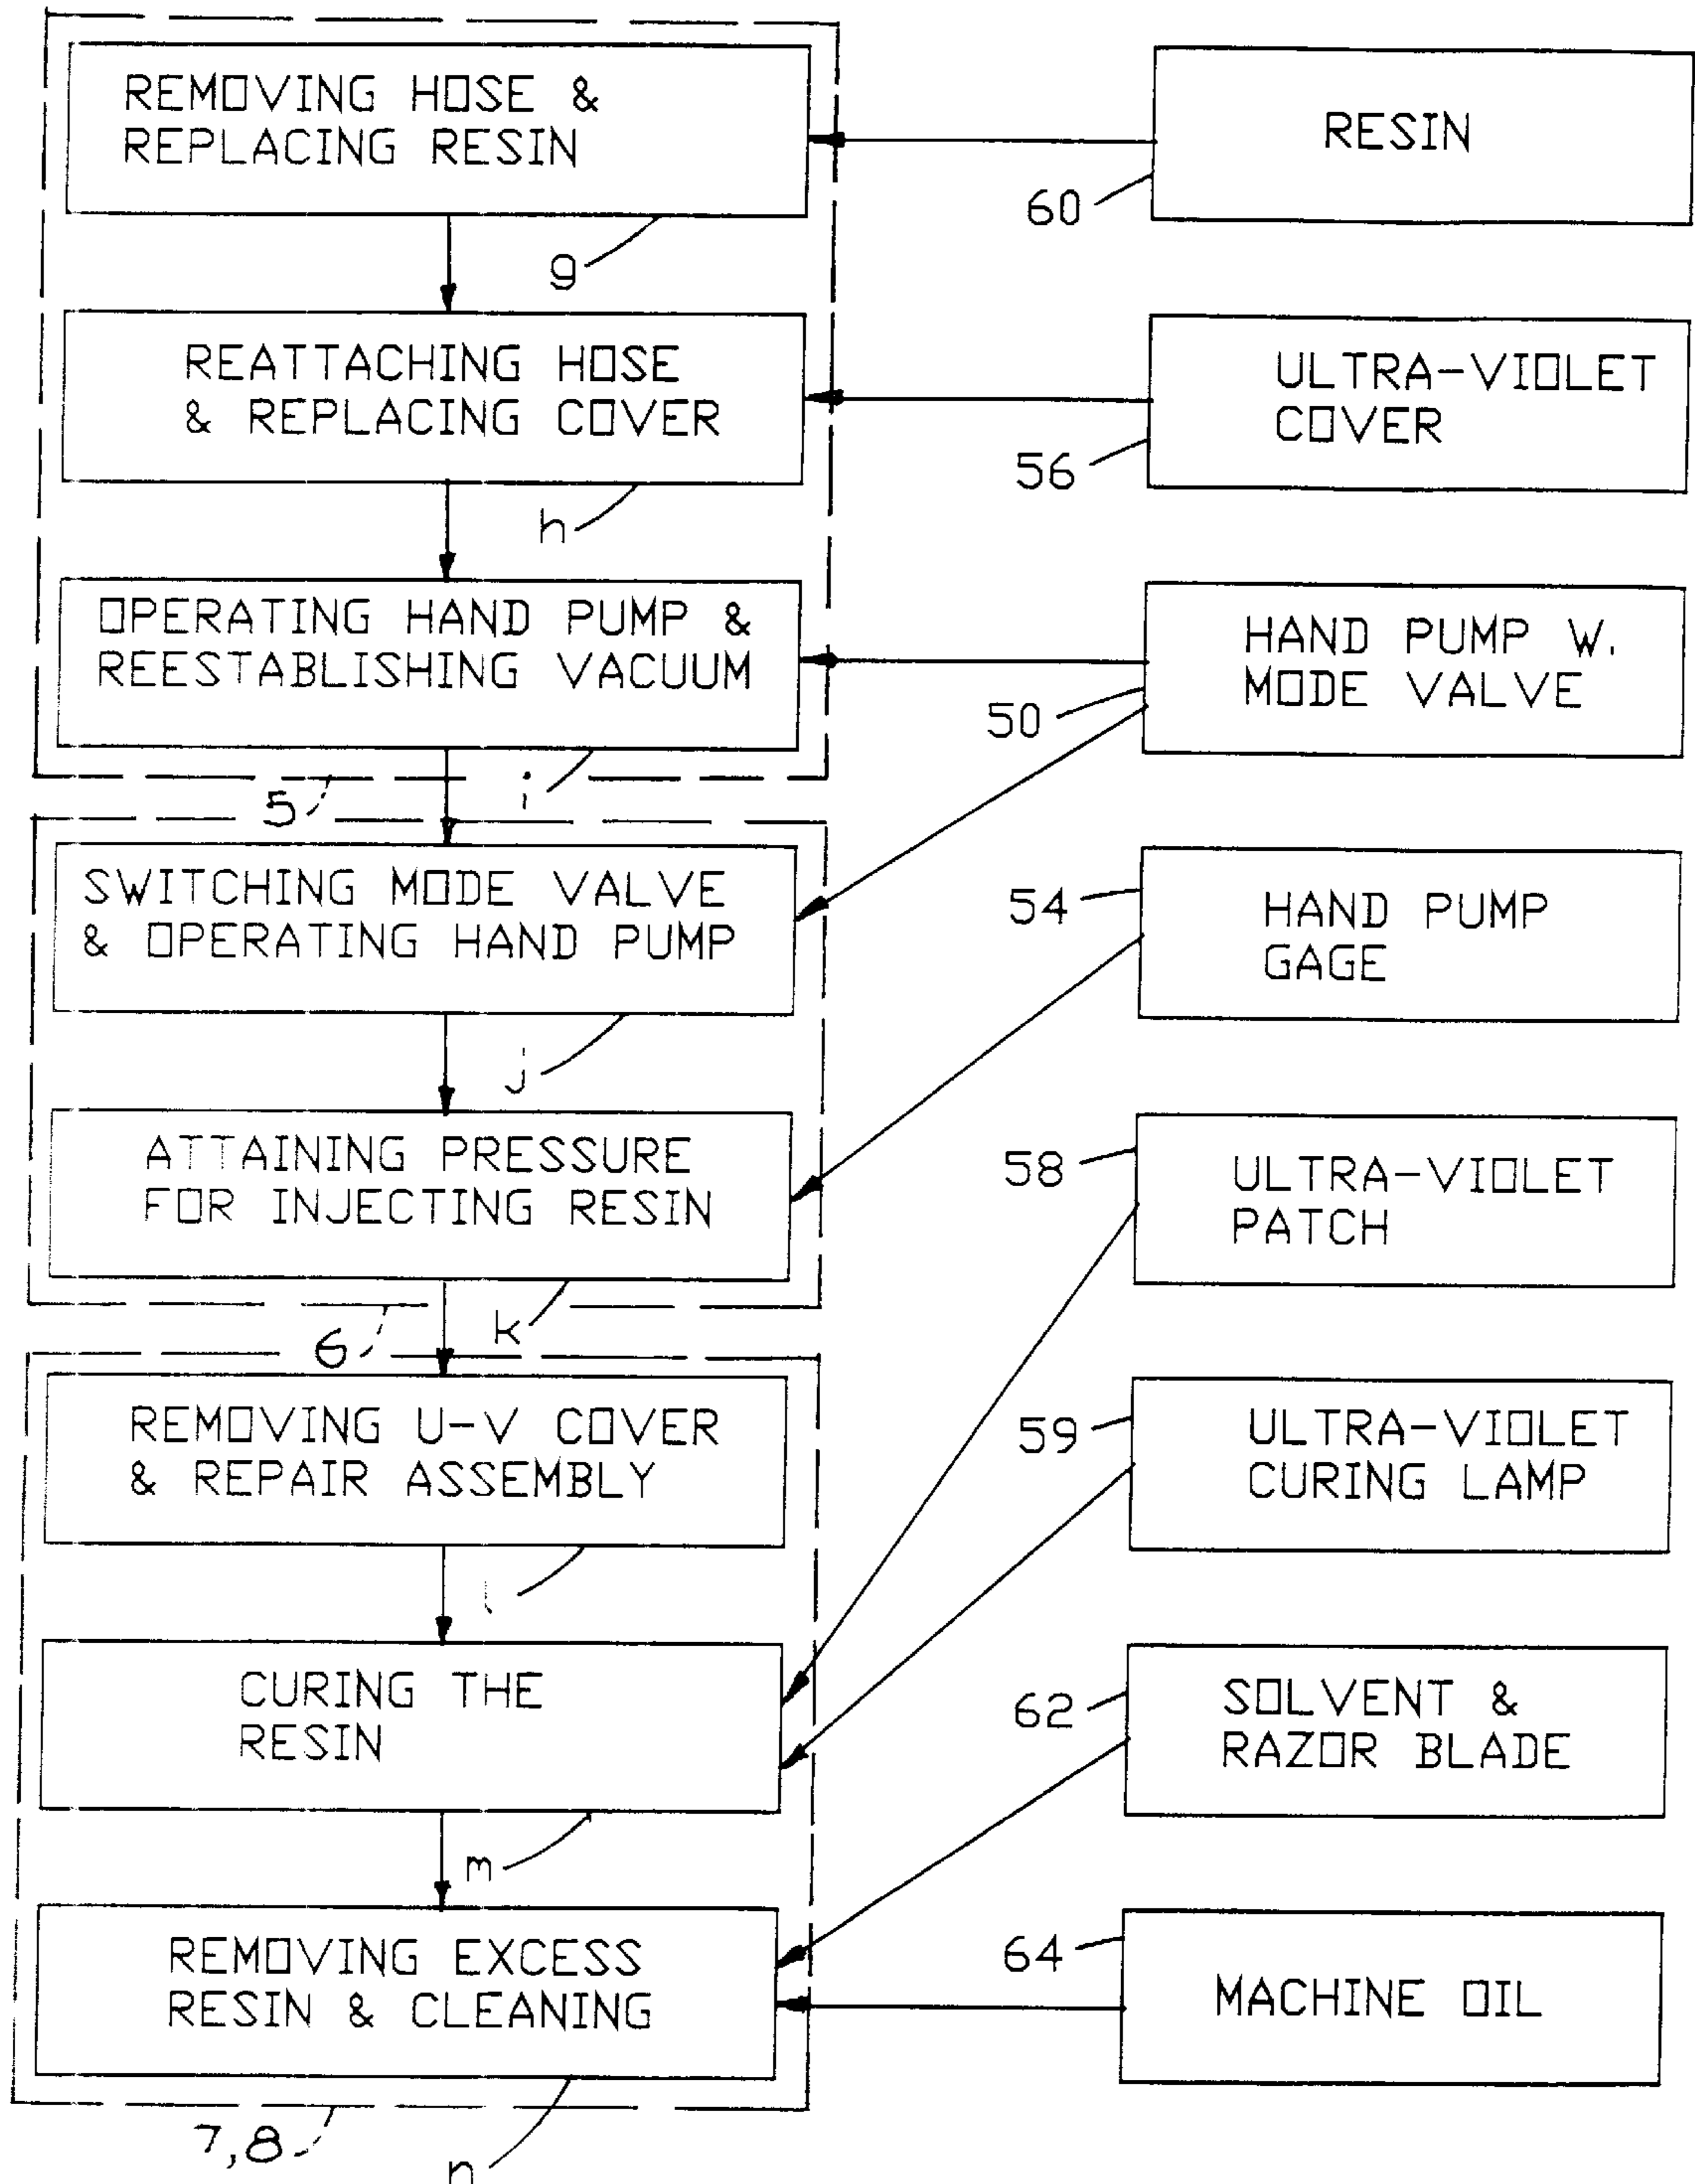 REMOVING HOSE &
REPLACING RESIN
g
RESIN
60
REATTACHING HOSE
& REPLACING COVER
h
ULTRA-VIOLET
COVER
56
OPERATING HAND PUMP &
REESTABLISHING VACUUM
i
5
HAND PUMP W.
MODE VALVE
50
SWITCHING MODE VALVE
& OPERATING HAND PUMP
j
54
HAND PUMP
GAGE
ATTAINING PRESSURE
FOR INJECTING RESIN
k
6
58
ULTRA-VIOLET
PATCH
REMOVING U-V COVER
& REPAIR ASSEMBLY
l
59
ULTRA-VIOLET
CURING LAMP
CURING THE
RESIN
m
62
SOLVENT &
RAZOR BLADE
REMOVING EXCESS
RESIN & CLEANING
n
7,8
64
MACHINE OIL